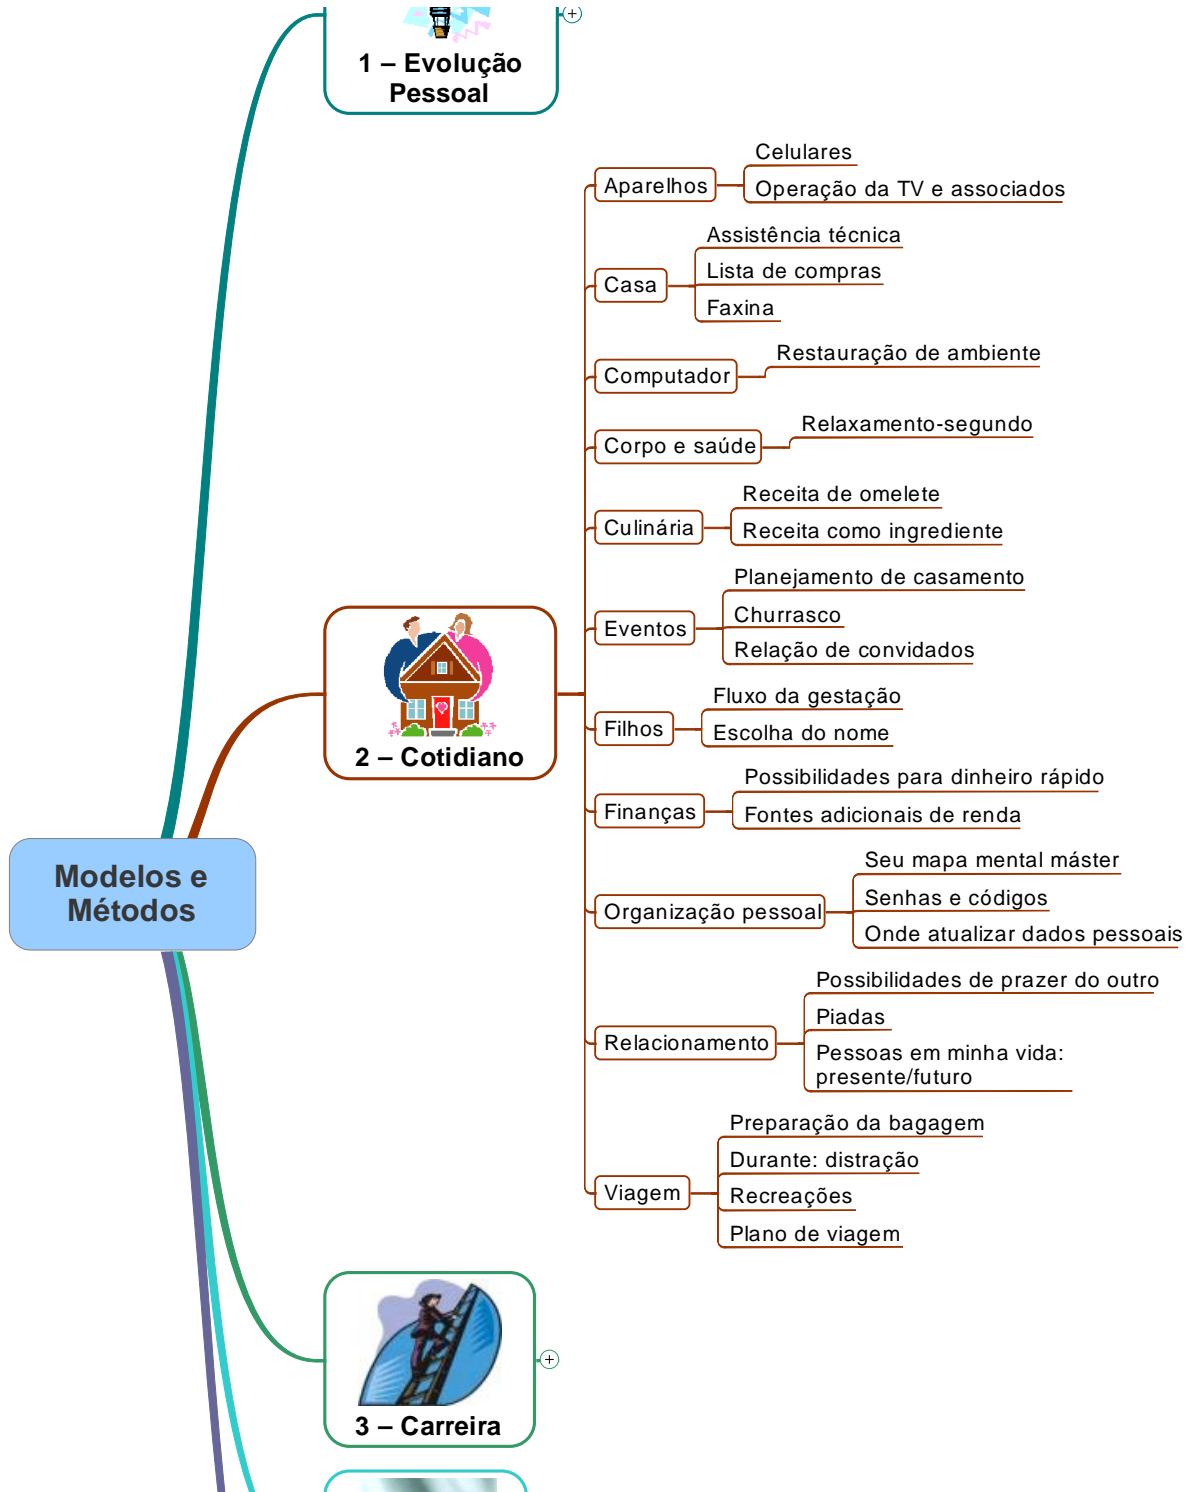 1 – Evolução
Pessoal
Celulares
Aparelhos
Operação da TV e associados
Assistência técnica
Casa
Lista de compras
Faxina
Restauração de ambiente
Computador
Relaxamento-segundo
Corpo e saúde
Receita de omelete
Culinária
Receita como ingrediente
Planejamento de casamento
Eventos
Churrasco
Relação de convidados
Fluxo da gestação
Filhos
Escolha do nome
2 – Cotidiano
Possibilidades para dinheiro rápido
Finanças
Fontes adicionais de renda
Modelos e
Métodos
Seu mapa mental máster
Organização pessoal
Senhas e códigos
Onde atualizar dados pessoais
Possibilidades de prazer do outro
Relacionamento
Piadas
Pessoas em minha vida:
presente/futuro
Preparação da bagagem
Viagem
Durante: distração
Recreações
Plano de viagem
3 – Carreira